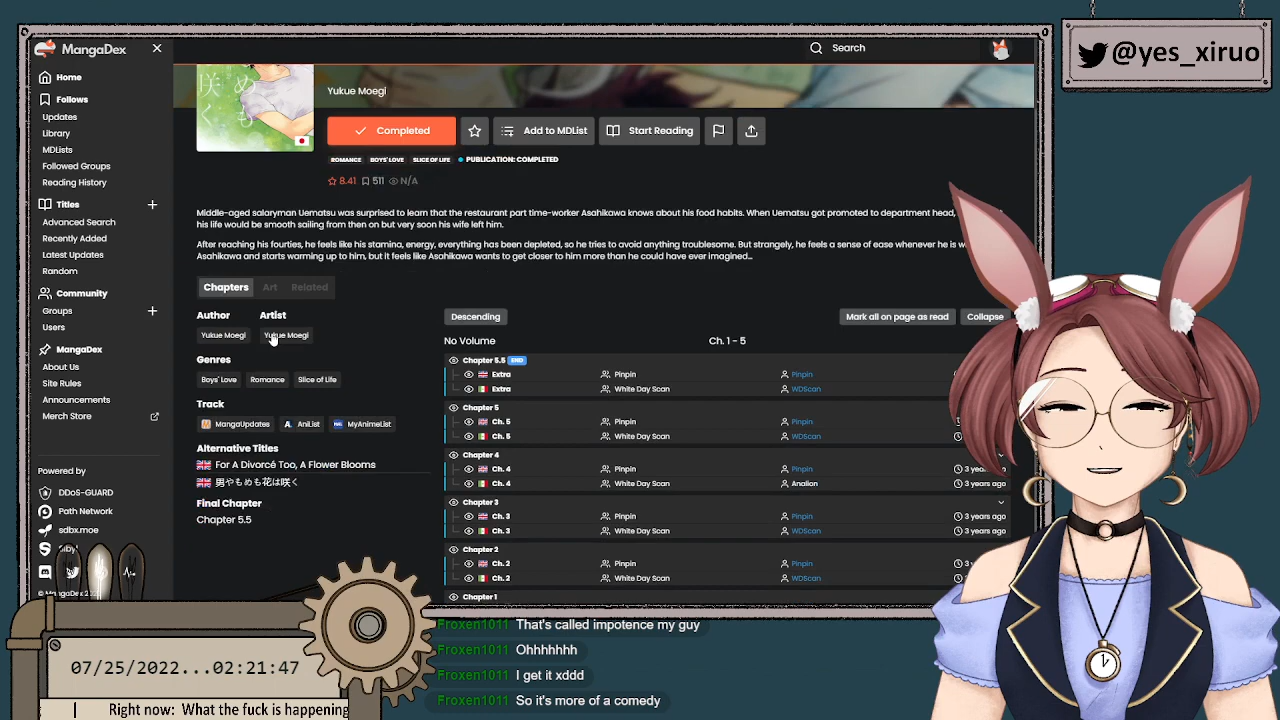 MangaDex
Search
@yes_xiruo
Home
Follows
Updates
Library
MDLists
Followed Groups
Reading History
Titles
Advanced Search
Recently Added
Latest Updates
Random
Community
Groups
Users
MangaDex
About Us
Site Rules
Announcements
Merch Store
Powered by
DDoS-GUARD
Path Network
sdbx.moe
めも
咲く
Yukue Moegi
Completed
Add to MDList
Start Reading
ROMANCE BOYS' LOVE SLICE OF LIFE PUBLICATION: COMPLETED
8.41 511 N/A
Middle-aged salaryman Uematsu was surprised to learn that the restaurant part time-worker Asahikawa knows about his food habits. When Uematsu got promoted to department head,
his life would be smooth sailing from then on but very soon his wife left him.
After reaching his fourties, he feels like his stamina, energy, everything has been depleted, so he tries to avoid anything troublesome. But strangely, he feels a sense of ease whenever he is
Asahikawa and starts warming up to him, but it feels like Asahikawa wants to get closer to him more than he could have ever imagined...
Chapters Art Related
Author Artist
Yukue Moegi Yukue Moegi
Genres
Boys' Love Romance Slice of Life
Track
MangaUpdates AniList MyAnimeList
Alternative Titles
For A Divorcé Too, A Flower Blooms
男やもめも花は咲く
Final Chapter
Chapter 5.5
Descending Mark all on page as read Collapse
No Volume Ch. 1 - 5
Chapter 5.5 END
Extra Pinpin Pinpin
Extra White Day Scan WDScan
Chapter 5
Ch. 5 Pinpin Pinpin
Ch. 5 White Day Scan WDScan
Chapter 4
Ch. 4 Pinpin Pinpin 3 years
Ch. 4 White Day Scan Analion 3 years ago
Chapter 3
Ch. 3 Pinpin Pinpin 3 years ago
Ch. 3 White Day Scan WDScan 3 years ago
Chapter 2
Ch. 2 Pinpin Pinpin
Ch. 2 White Day Scan WDScan
Chapter 1
Froxen1011 That's called impotence my guy
Froxen1011 Ohhhhhhh
Froxen1011 I get it xddd
Froxen1011 So it's more of a comedy
07/25/2022...02:21:47
Right now: What the fuck is happening